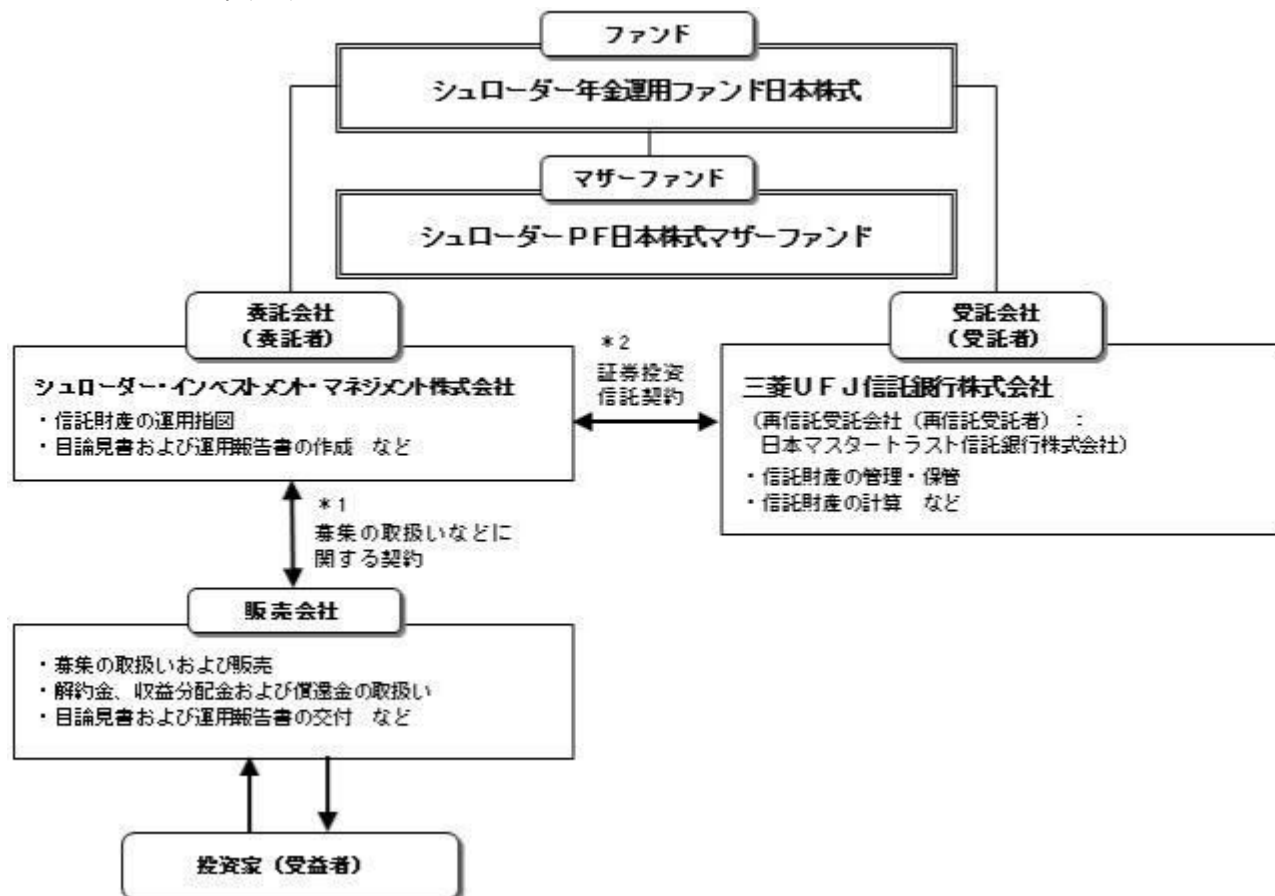 ファンド
シュローダー年金運用ファンド日本株式
マザーファンド
シュローダーPF日本株式マザーファンド
委託会社
(委託者)
シュローダー・インベストメント・マネジメント株式会社
・信託財産の運用指図
・目論見書および運用報告書の作成 など
*2
証券投資
信託契約
受託会社
(受託者)
三菱UFJ信託銀行株式会社
(再信託受託会社(再信託受託者) :
日本マスタートラスト信託銀行株式会社)
・信託財産の管理・保管
・信託財産の計算 など
*1
募集の取扱いなどに
関する契約
販売会社
・募集の取扱いおよび販売
・解約金、収益分配金および償還金の取扱い
・目論見書および運用報告書の交付 など
投資家(受益者)